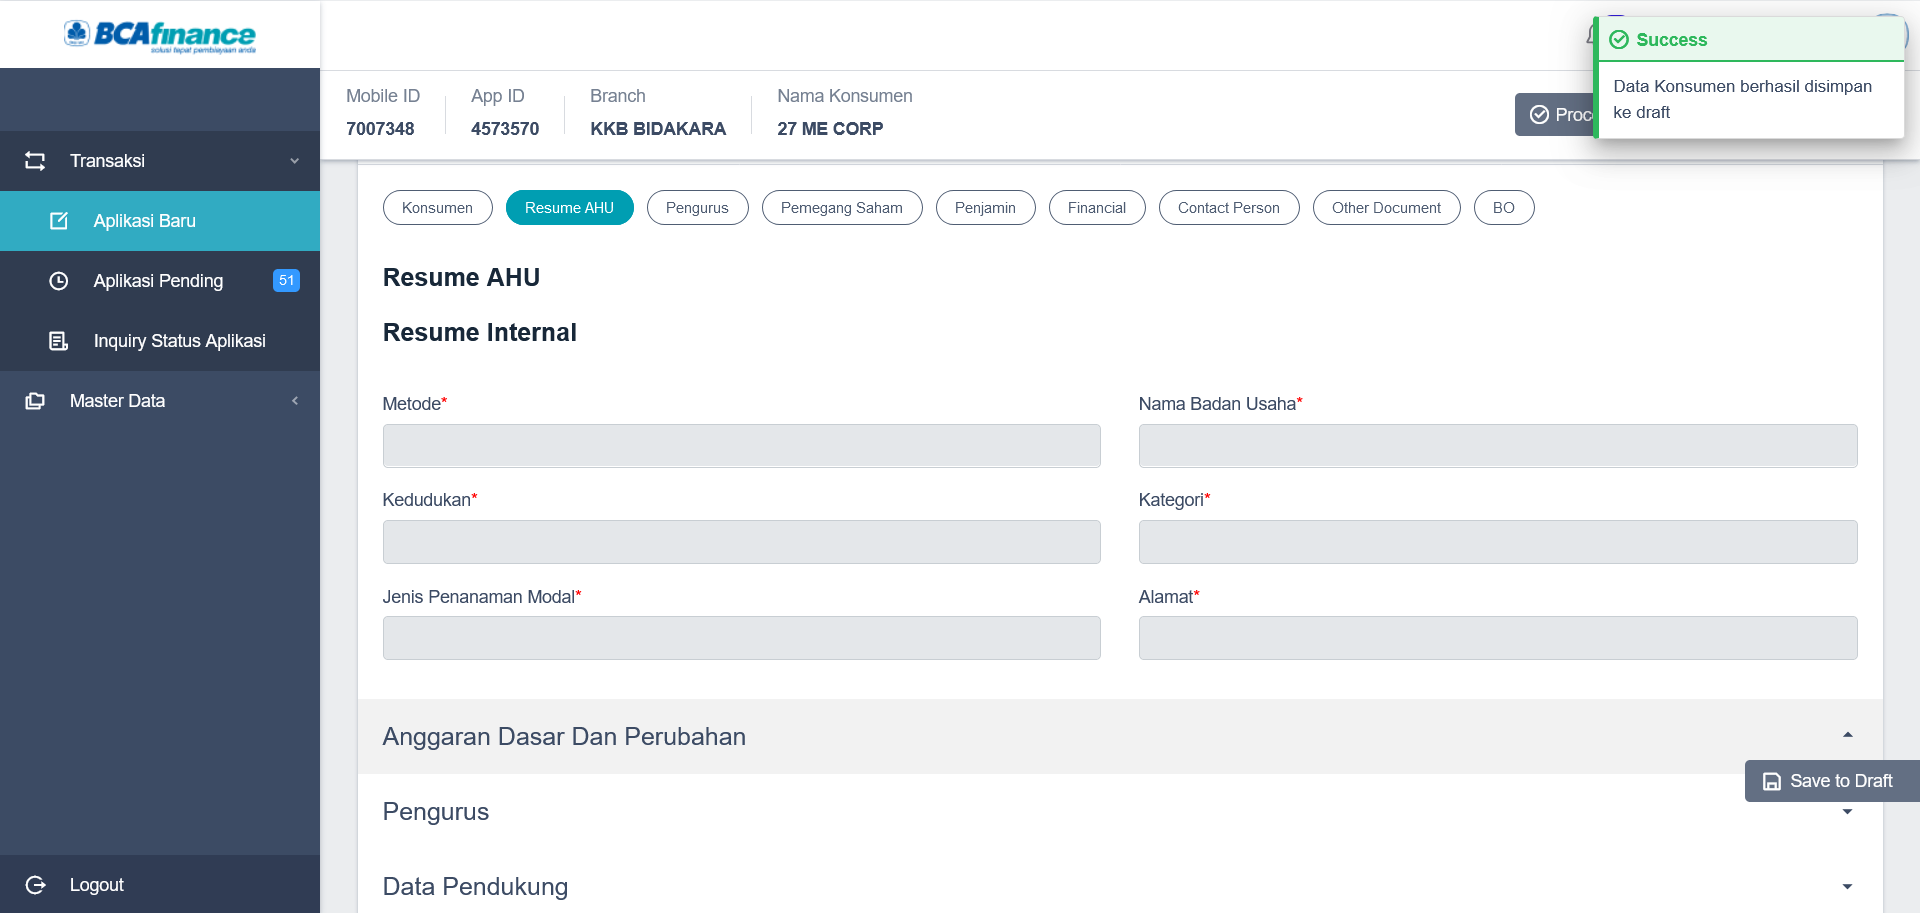 BCAfinance
solusi tepat pembiayaan anda
Transaksi
Aplikasi Baru
Aplikasi Pending 51
Inquiry Status Aplikasi
Master Data
Logout
Mobile ID
7007348
App ID
4573570
Branch
KKB BIDAKARA
Nama Konsumen
27 ME CORP
Proc
Success
Data Konsumen berhasil disimpan
ke draft
Konsumen Resume AHU Pengurus Pemegang Saham Penjamin Financial Contact Person Other Document BO
Resume AHU
Resume Internal
Metode* Nama Badan Usaha*
Kedudukan* Kategori*
Jenis Penanaman Modal* Alamat*
Anggaran Dasar Dan Perubahan
Save to Draft
Pengurus
Data Pendukung